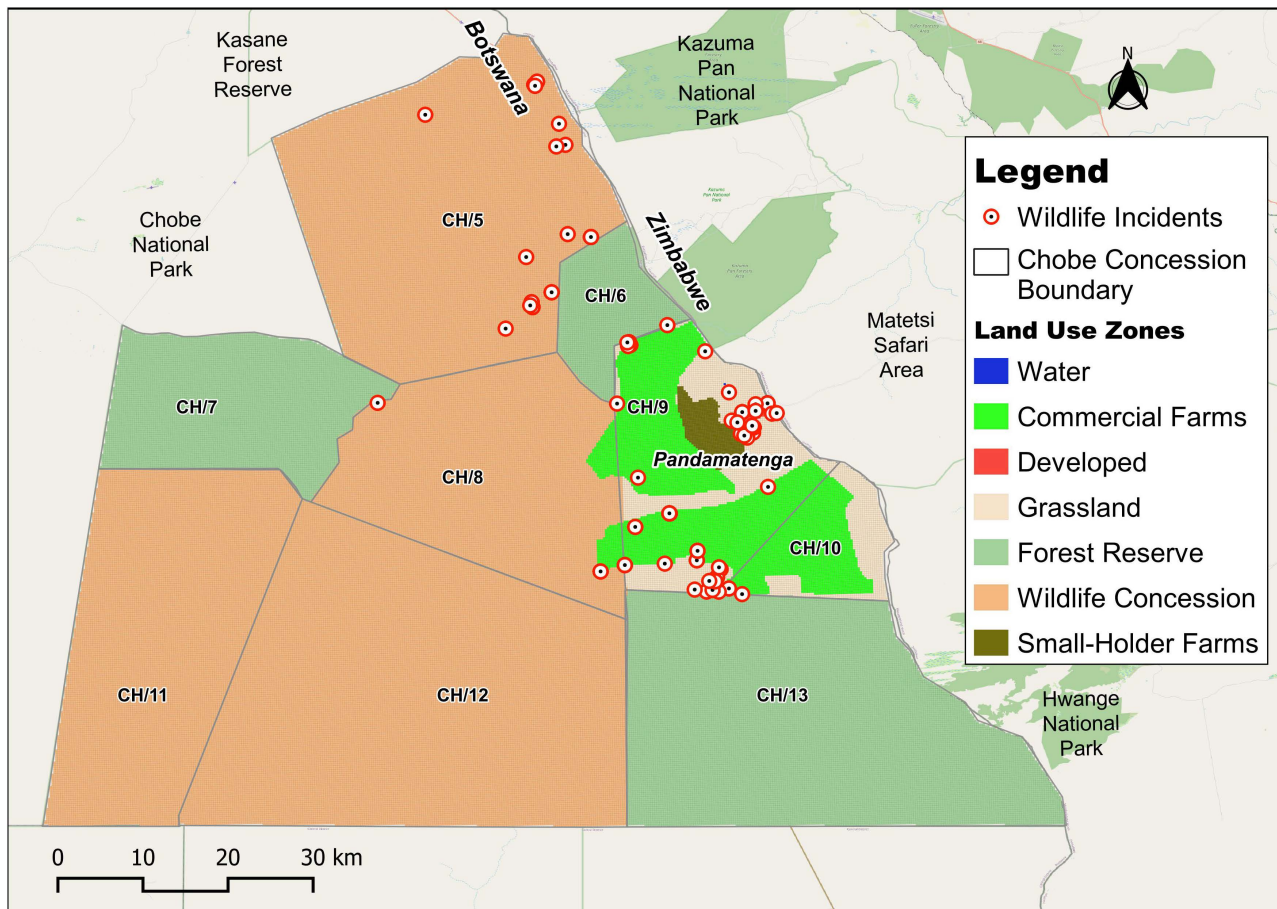 Kasane
Forest
Reserve
Botswana
Kazuma
Pan
National
Park
N
Chobe
National
Park
CH/5
Zimbabwe
CH/6
Matetsi
Safari
Area
CH/7
CH/9
CH/8
Pandamatenga
CH/10
CH/11
CH/12
CH/13
Hwange
National
Park
Legend
Wildlife Incidents
Chobe Concession
Boundary
Land Use Zones
Water
Commercial Farms
Developed
Grassland
Forest Reserve
Wildlife Concession
Small-Holder Farms
0 10 20 30 km